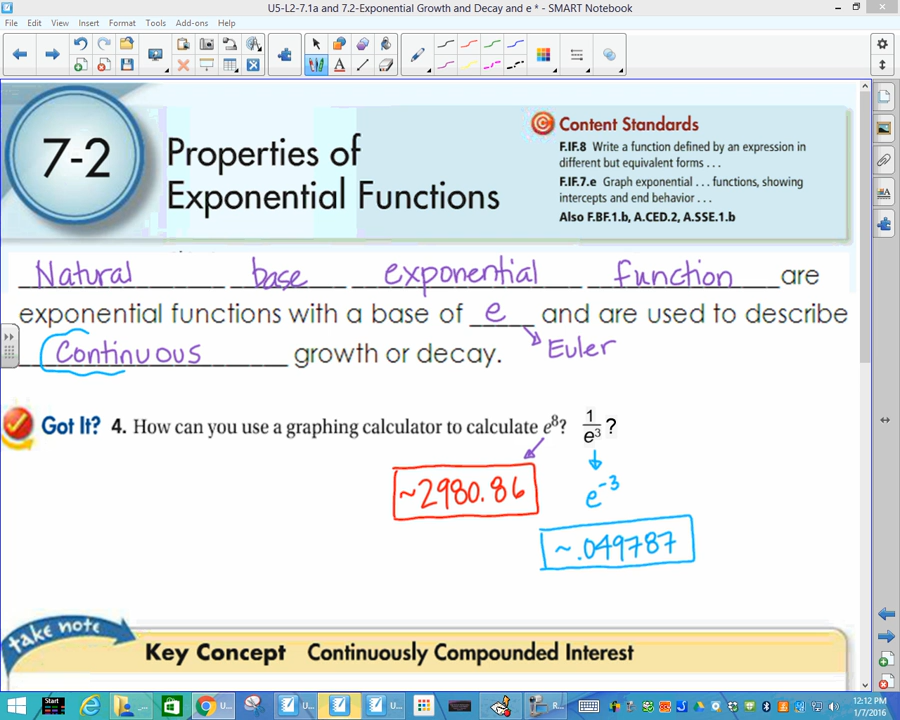 U5-L2-7.1a and 7.2-Exponential Growth and Decay and e * - SMART Notebook
File Edit View Insert Format Tools Add-ons Help
7-2
Properties of
Exponential Functions
Content Standards
F.IF.8 Write a function defined by an expression in
different but equivalent forms . . .
F.IF.7.e Graph exponential . . . functions, showing
intercepts and end behavior . . .
Also F.BF.1.b, A.CED.2, A.SSE.1.b
Natural base exponential function are
exponential functions with a base of e and are used to describe
Euler
Continuous growth or decay.
Got It? 4. How can you use a graphing calculator to calculate e⁸? 1/e³?
e⁻³
~2980.86
~.049787
take note
Key Concept Continuously Compounded Interest
Start
U...
U...
U...
R...
12:12 PM
1/7/2016